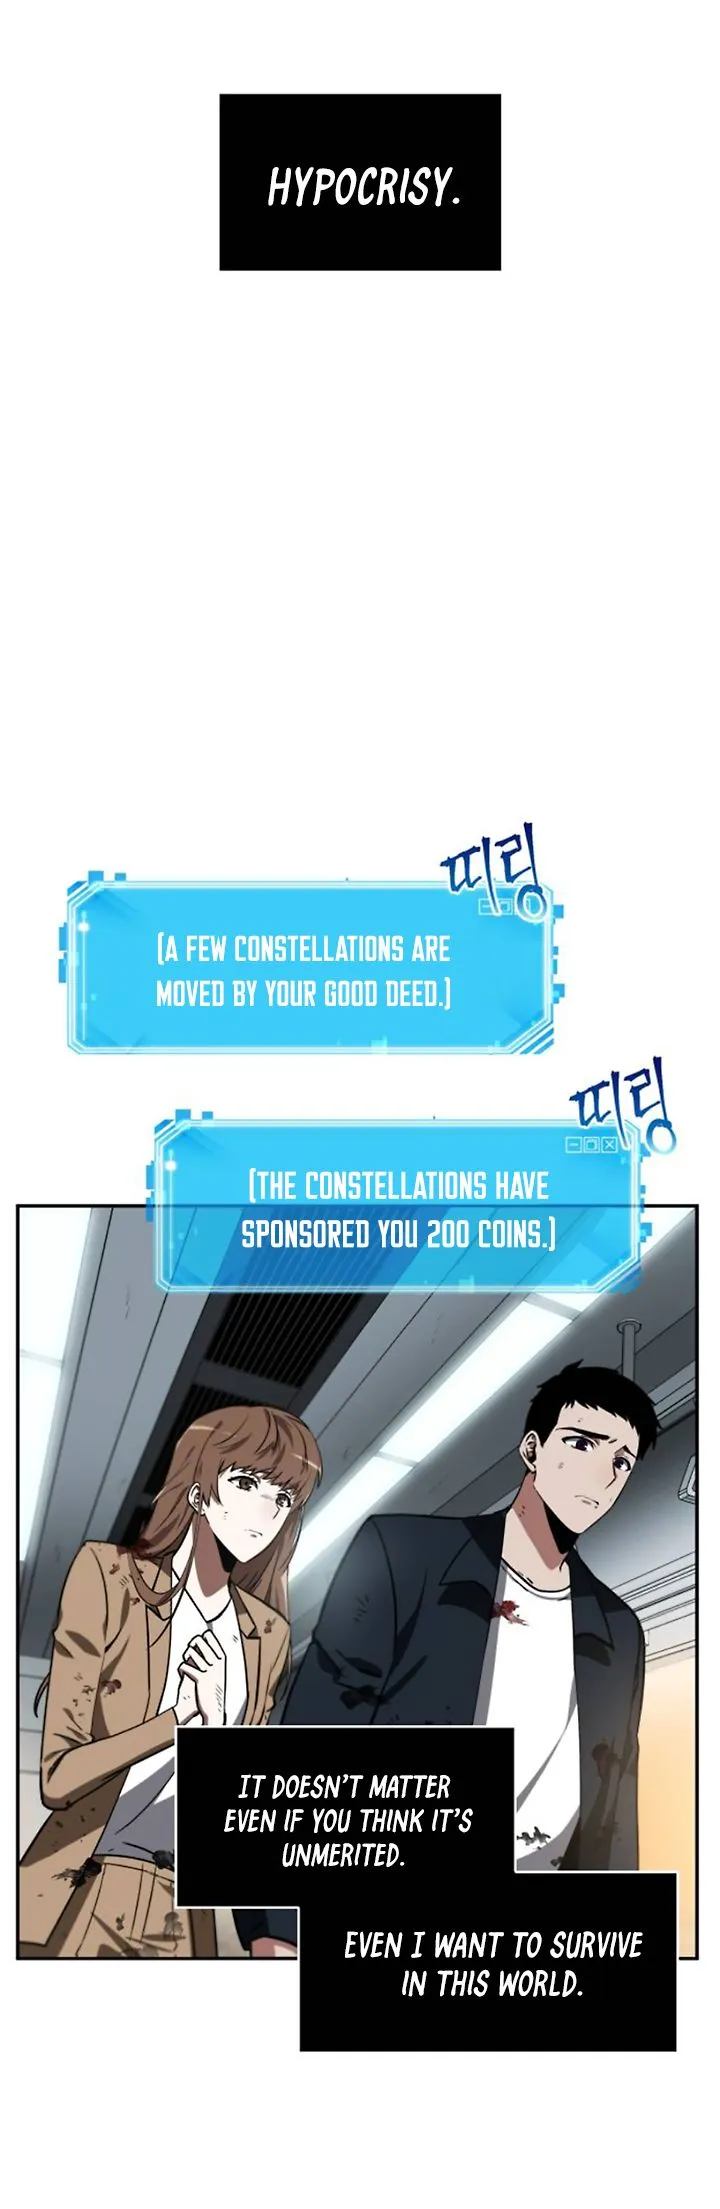 HYPOCRISY.
띠링
(A FEW CONSTELLATIONS ARE
MOVED BY YOUR GOOD DEED.)
띠링
(THE CONSTELLATIONS HAVE
SPONSORED YOU 200 COINS.)
IT DOESN'T MATTER
EVEN IF YOU THINK IT'S
UNMERITED.
EVEN I WANT TO SURVIVE
IN THIS WORLD.